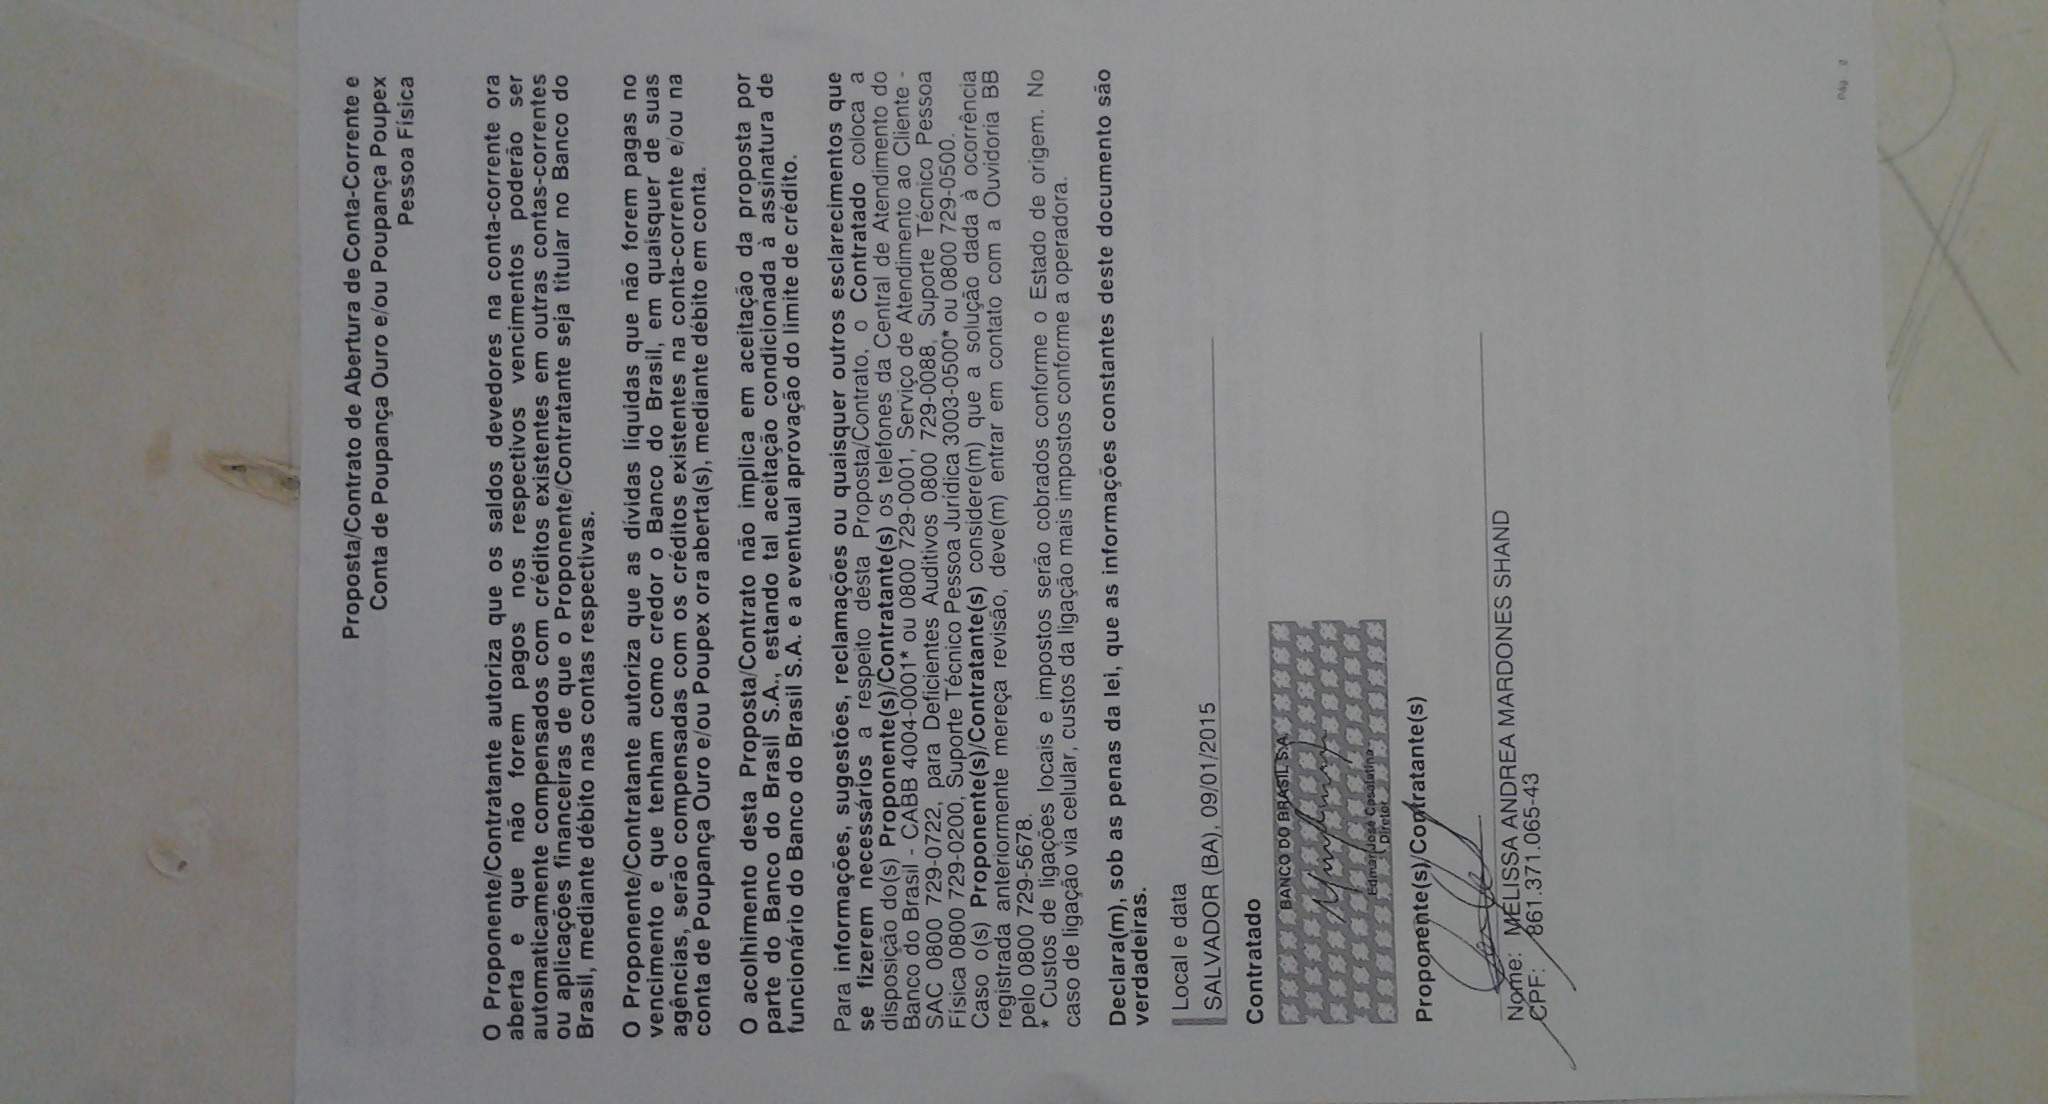 Proposta/Contrato de Abertura de Conta-Corrente e
Conta de Poupança Ouro e/ou Poupança Poupex
Pessoa Física
O Proponente/Contratante autoriza que os saldos devedores na conta-corrente ora
aberta e que não forem pagos nos respectivos vencimentos poderão ser
automaticamente compensados com créditos existentes em outras contas-correntes
ou aplicações financeiras de que o Proponente/Contratante seja titular no Banco do
Brasil, mediante débito nas contas respectivas.
O Proponente/Contratante autoriza que as dívidas líquidas que não forem pagas no
vencimento e que tenham como credor o Banco do Brasil, em quaisquer de suas
agências, serão compensadas com os créditos existentes na conta-corrente e/ou na
conta de Poupança Ouro e/ou Poupex ora aberta(s), mediante débito em conta.
O acolhimento desta Proposta/Contrato não implica em aceitação da proposta por
parte do Banco do Brasil S.A., estando tal aceitação condicionada à assinatura de
funcionário do Banco do Brasil S.A. e a eventual aprovação do limite de crédito.
Para informações, sugestões, reclamações ou quaisquer outros esclarecimentos que
se fizerem necessários a respeito desta Proposta/Contrato, o Contratado coloca a
disposição do(s) Proponente(s)/Contratante(s) os telefones da Central de Atendimento do
Banco do Brasil - CABB 4004-0001* ou 0800 729-0001, Serviço de Atendimento ao Cliente -
SAC 0800 729-0722, para Deficientes Auditivos 0800 729-0088, Suporte Técnico Pessoa
Física 0800 729-0200, Suporte Técnico Pessoa Jurídica 3003-0500* ou 0800 729-0500.
Caso o(s) Proponente(s)/Contratante(s) considere(m) que a solução dada à ocorrência
registrada anteriormente mereça revisão, deve(m) entrar em contato com a Ouvidoria BB
pelo 0800 729-5678.
* Custos de ligações locais e impostos serão cobrados conforme o Estado de origem. No
caso de ligação via celular, custos da ligação mais impostos conforme a operadora.
Declara(m), sob as penas da lei, que as informações constantes deste documento são
verdadeiras.
Local e data
SALVADOR (BA), 09/01/2015
Contratado
BANCO DO BRASIL S.A.
Diretor
Proponente(s)/Contratante(s)
Nome: MELISSA ANDREA MARDONES SHAND
CPF: 861.371.065-43